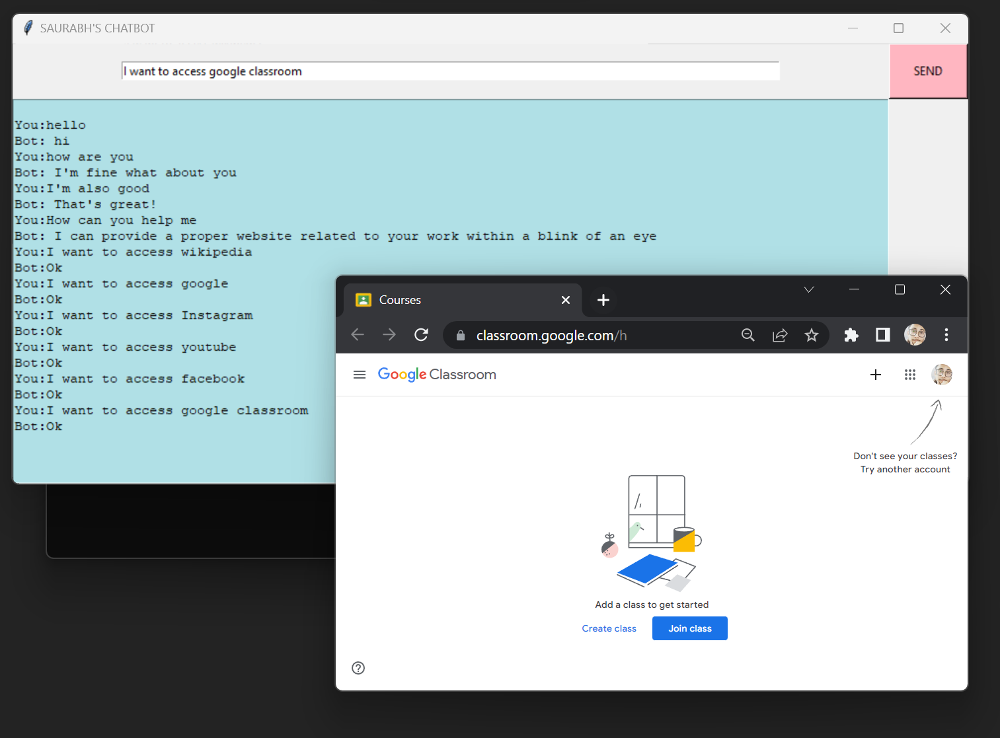 SAURABH'S CHATBOT
I want to access google classroom
SEND
You:hello
Bot: hi
You:how are you
Bot: I'm fine what about you
You:I'm also good
Bot: That's great!
You:How can you help me
Bot: I can provide a proper website related to your work within a blink of an eye
You:I want to access wikipedia
Bot:Ok
You:I want to access google
Bot:Ok
You:I want to access Instagram
Bot:Ok
You:I want to access youtube
Bot:Ok
You:I want to access facebook
Bot:Ok
You:I want to access google classroom
Bot:Ok
Courses
classroom.google.com/h
Google Classroom
Don't see your classes?
Try another account
Add a class to get started
Create class
Join class